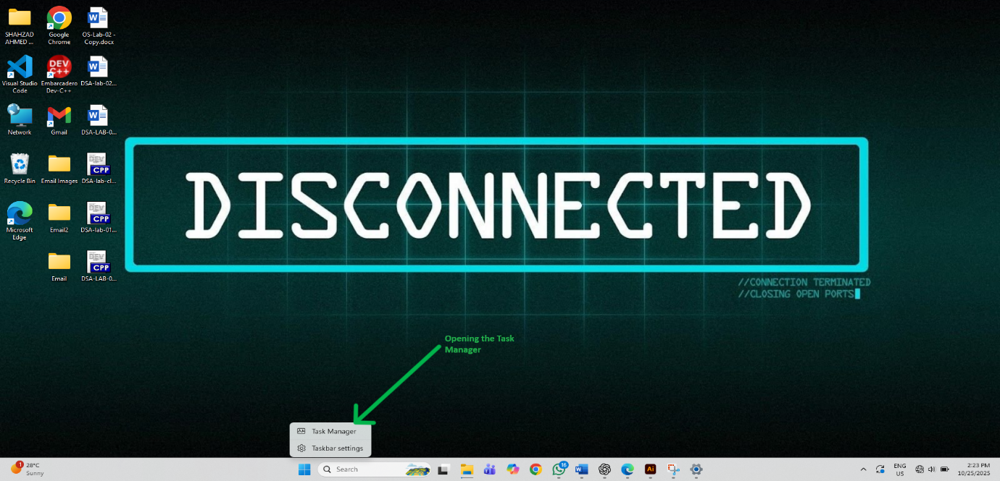 SHAHZAD
AHMED ...
Google
Chrome
OS-Lab-02 -
Copy.docx
Visual Studio
Code
DEV
C++
Embarcadero
Dev-C++
DSA-lab-02...
Network
Gmail
DSA-LAB-0...
Recycle Bin
Email Images
CPP
DSA-lab-cl...
Microsoft
Edge
Email2
CPP
DSA-lab-01...
Email
CPP
DSA-LAB-0...
DISCONNECTED
//CONNECTION TERMINATED
//CLOSING OPEN PORTS
Opening the Task
Manager
Task Manager
Taskbar settings
1
28°C
Sunny
Search
16
Ai
ENG
US
2:23 PM
10/25/2025